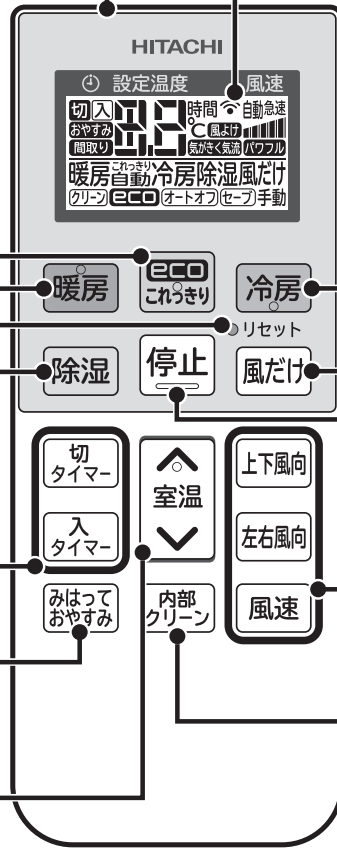 HITACHI
設定温度 風速
切 入 時間 自動 急速
おやすみ ℃ 風よけ
間取り 気がきく気流 パワフル
暖房 これっきり自動 冷房 除湿 風だけ
クリーン eco オートオフ セーブ 手動
暖房
eco
これっきり
冷房
リセット
除湿
停止
風だけ
切
タイマー
室温
上下風向
入
タイマー
左右風向
みはって
おやすみ
内部
クリーン
風速